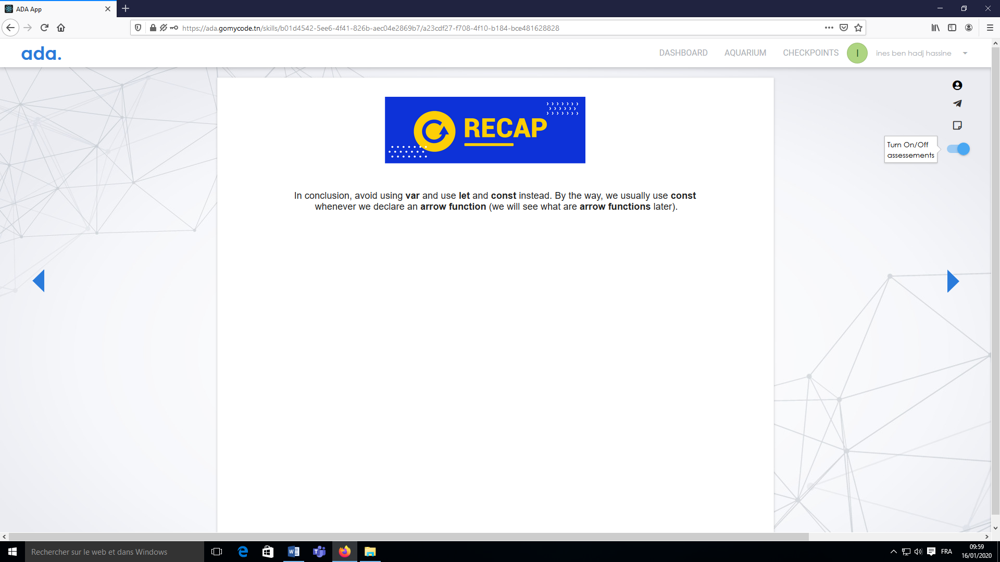 ADA App
https://ada.gomycode.tn/skills/b01d4542-5ee6-4f41-826b-aec04e2869b7/a23cdf27-f708-4f10-b184-bce481628828
ada.
DASHBOARD
AQUARIUM
CHECKPOINTS
I
ines ben hadj hassine
RECAP
Turn On/Off
assessements
In conclusion, avoid using var and use let and const instead. By the way, we usually use const
whenever we declare an arrow function (we will see what are arrow functions later).
Rechercher sur le web et dans Windows
FRA
09:59
16/01/2020